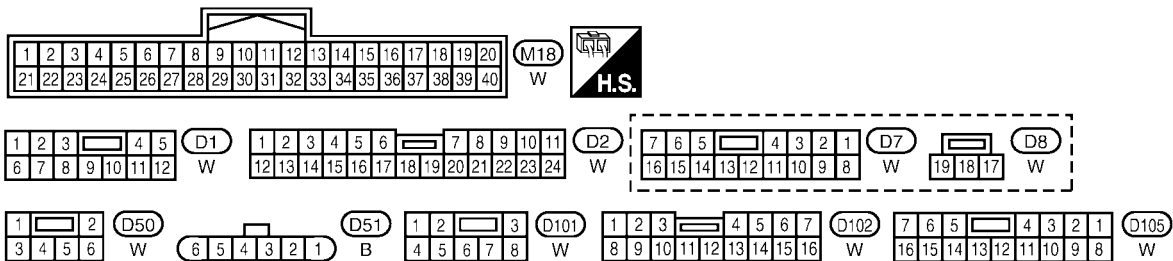 1 2 3 4 5 6 7 8 9 10 11 12 13 14 15 16 17 18 19 20 M18
21 22 23 24 25 26 27 28 29 30 31 32 33 34 35 36 37 38 39 40 W H.S.
1 2 3 4 5 D1 1 2 3 4 5 6 7 8 9 10 11 D2 7 6 5 4 3 2 1 D7 D8
6 7 8 9 10 11 12 W 12 13 14 15 16 17 18 19 20 21 22 23 24 W 16 15 14 13 12 11 10 9 8 W 19 18 17 W
1 2 D50 D51 1 2 3 D101 1 2 3 4 5 6 7 D102 7 6 5 4 3 2 1 D105
3 4 5 6 W 6 5 4 3 2 1 B 4 5 6 7 8 W 8 9 10 11 12 13 14 15 16 W 16 15 14 13 12 11 10 9 8 W